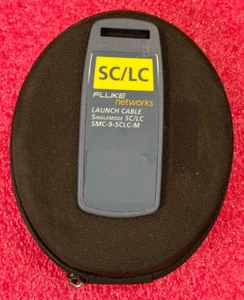 SC/LC
FLUKE
networks
LAUNCH CABLE
SINGLEMODE SC/LC
SMC-9-SCLC-M